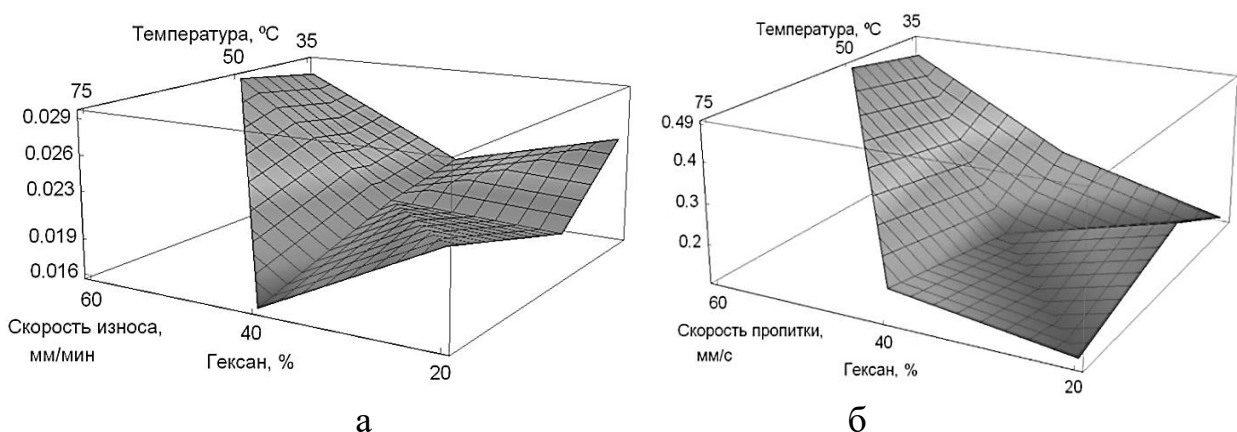 Температура, ºC
35
50
75
0.029
0.026
0.023
0.019
0.016
60
40
20
Скорость износа,
мм/мин
Гексан, %
а
Температура, ºC
35
50
75
0.49
0.4
0.3
0.2
60
40
20
Скорость пропитки,
мм/с
Гексан, %
б